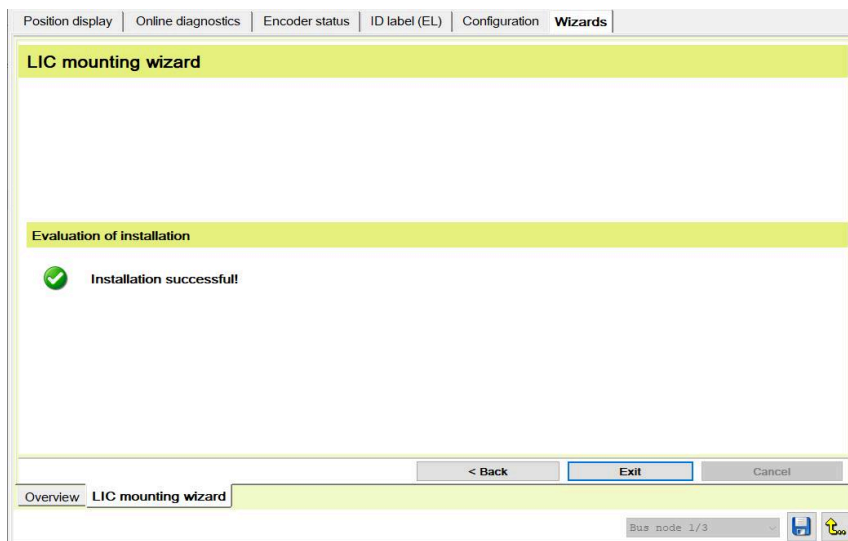 Position display Online diagnostics Encoder status ID label (EL) Configuration Wizards
LIC mounting wizard
Evaluation of installation
Installation successful!
< Back Exit Cancel
Overview LIC mounting wizard
Bus node 1/3